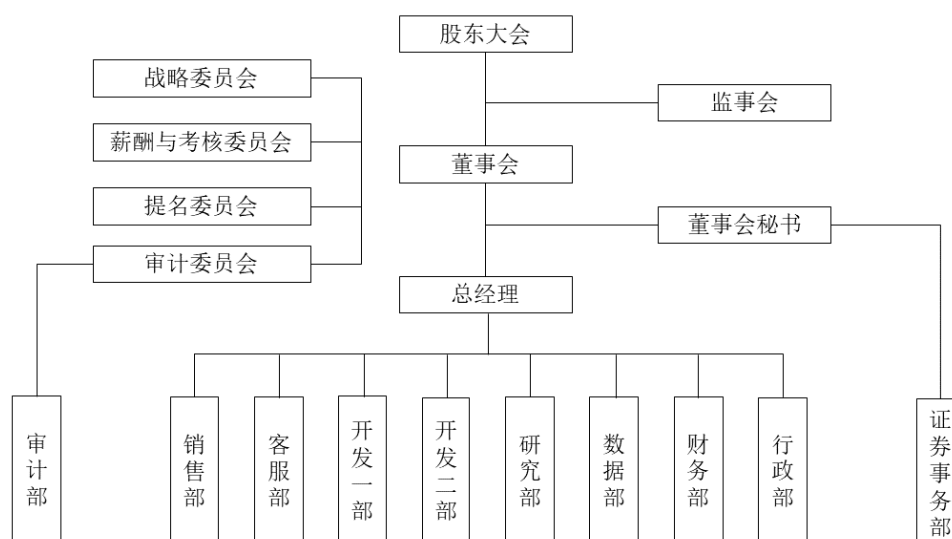 股东大会
战略委员会
监事会
薪酬与考核委员会
董事会
提名委员会
董事会秘书
审计委员会
总经理
审计部
销售部
客服部
开发一部
开发二部
研究部
数据部
财务部
行政部
证券事务部